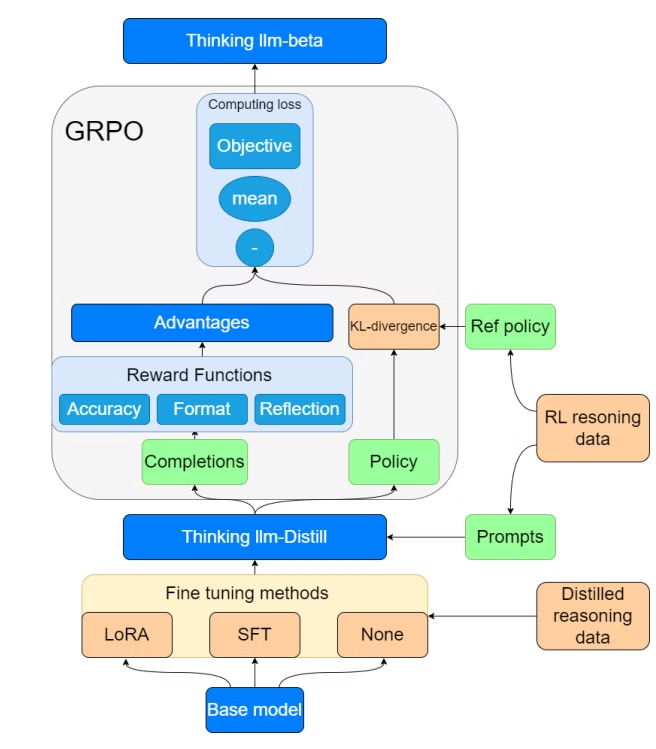 Thinking llm-beta
GRPO
Computing loss
Objective
mean
-
Advantages
KL-divergence
Ref policy
Reward Functions
Accuracy
Format
Reflection
RL resoning
data
Completions
Policy
Thinking llm-Distill
Prompts
Fine tuning methods
LoRA
SFT
None
Distilled
reasoning
data
Base model